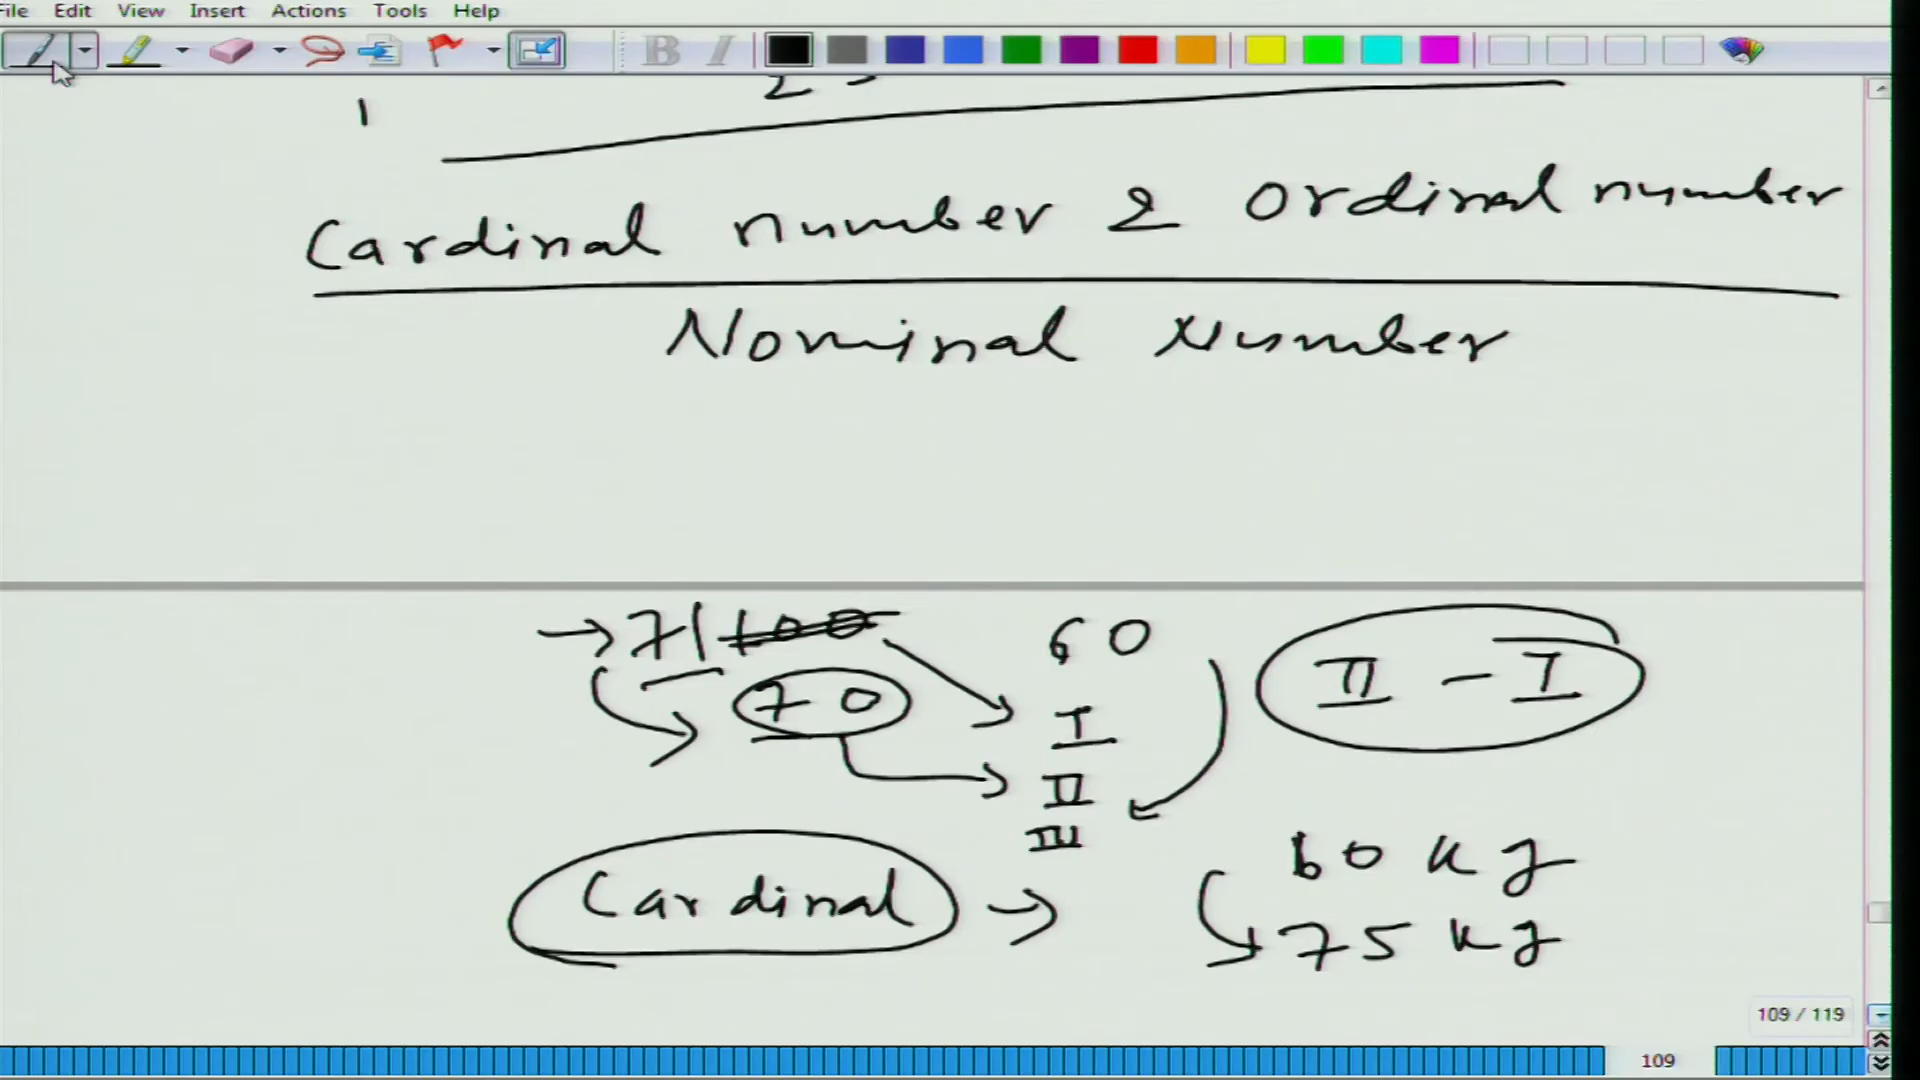 File Edit View Insert Actions Tools Help
B I
1
Cardinal number & Ordinal number
Nominal Number
→71 100 60 II - I
70 I
II
III
Cardinal → 60 kg
75 kg
109 / 119
109